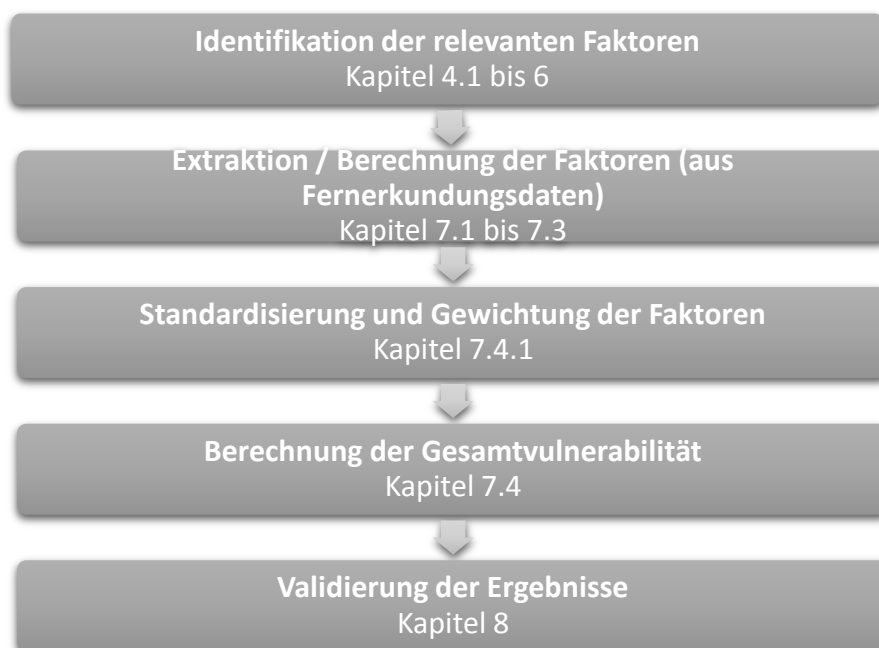 Identifikation der relevanten Faktoren
Kapitel 4.1 bis 6
Extraktion / Berechnung der Faktoren (aus
Fernerkundungsdaten)
Kapitel 7.1 bis 7.3
Standardisierung und Gewichtung der Faktoren
Kapitel 7.4.1
Berechnung der Gesamtvulnerabilität
Kapitel 7.4
Validierung der Ergebnisse
Kapitel 8